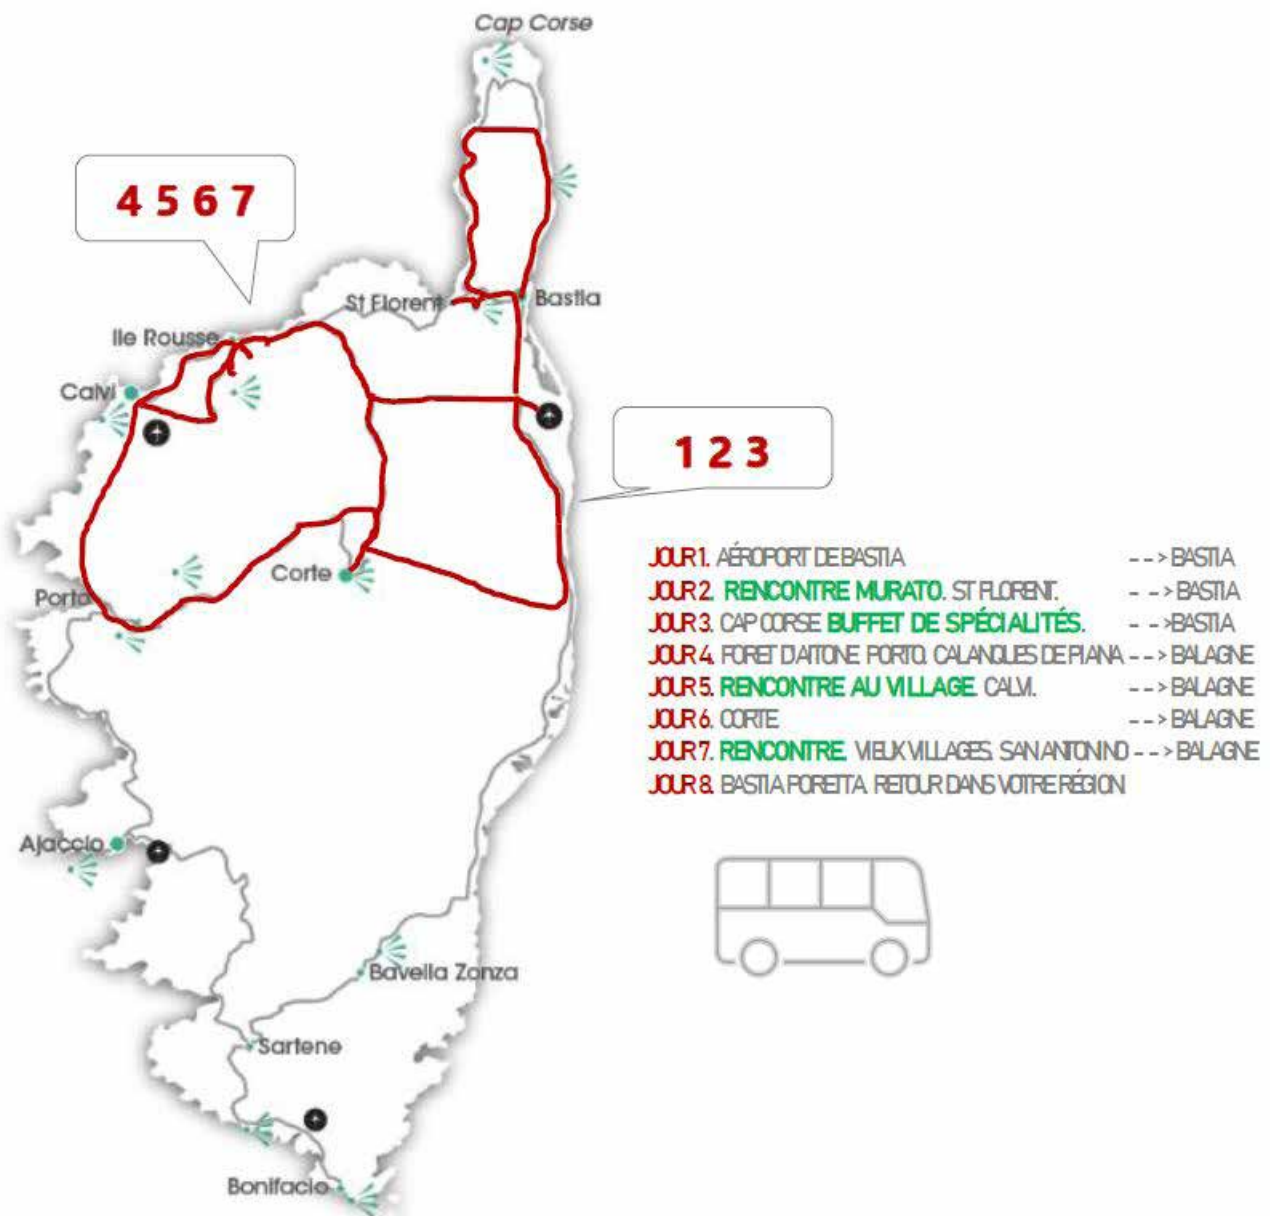 Cap Corse
4 5 6 7
St Florent
Bastia
Ile Rousse
Calvi
1 2 3
JOUR 1. AÉROPORT DE BASTIA --> BASTIA
JOUR 2. RENCONTRE MURATO. ST FLORENT. --> BASTIA
JOUR 3. CAP CORSE. BUFFET DE SPÉCIALITÉS. --> BASTIA
JOUR 4. FORET D'AITONE. PORTO. CALANQUES DE PIANA --> BALAGNE
JOUR 5. RENCONTRE AU VILLAGE. CALVI. --> BALAGNE
JOUR 6. CORTE --> BALAGNE
JOUR 7. RENCONTRE. VIEUX VILLAGES. SAN ANTONINO --> BALAGNE
JOUR 8. BASTIA PORETTA. RETOUR DANS VOTRE RÉGION
Corte
Porto
Ajaccio
Bavella Zonza
Sartene
Bonifacio